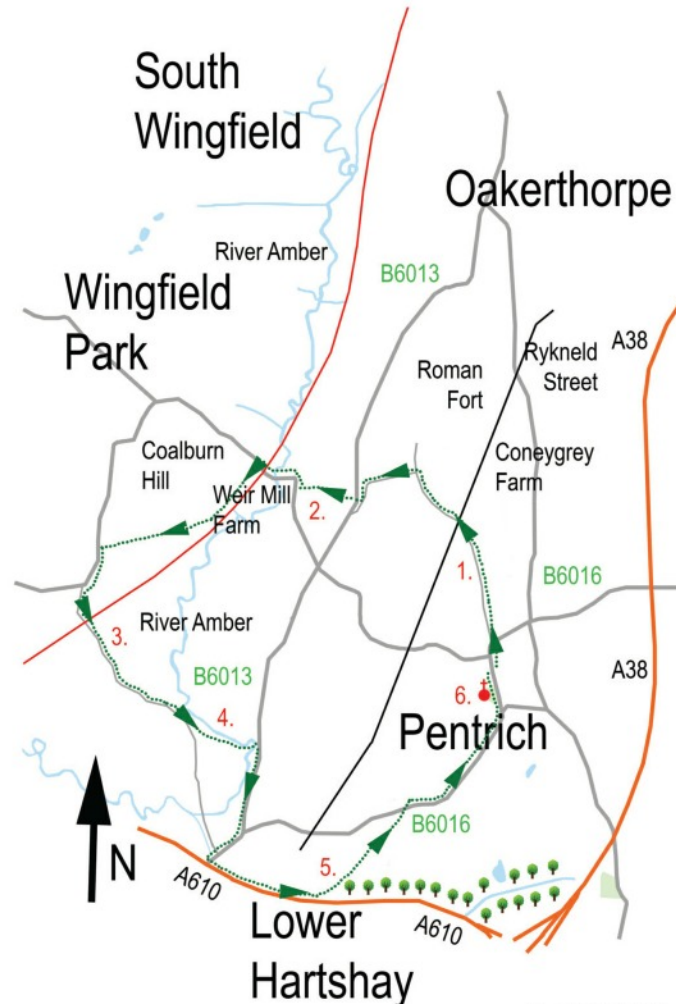 South
Wingfield
Oakerthorpe
River Amber
B6013
Wingfield
Park
A38
Roman
Fort
Rykneld
Street
Coalburn
Hill
Coneygrey
Farm
Weir Mill
Farm
2.
1.
B6016
3.
River Amber
A38
B6013
6.
4.
Pentrich
B6016
N
A610
5.
A610
Lower
Hartshay